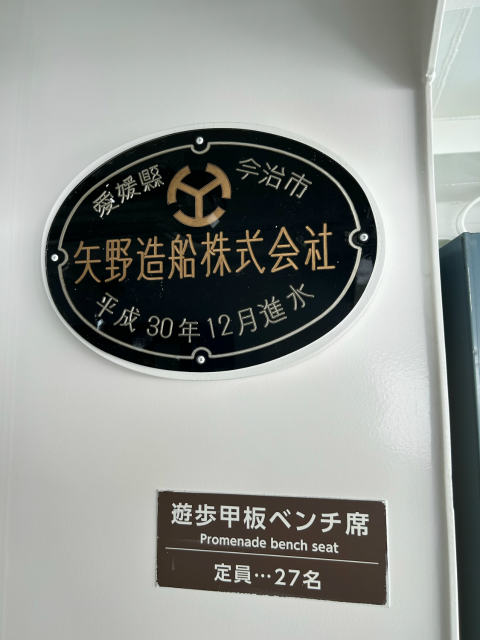 愛媛縣 今治市
矢野造船株式会社
平成30年12月進水
遊歩甲板ベンチ席
Promenade bench seat
定員…27名